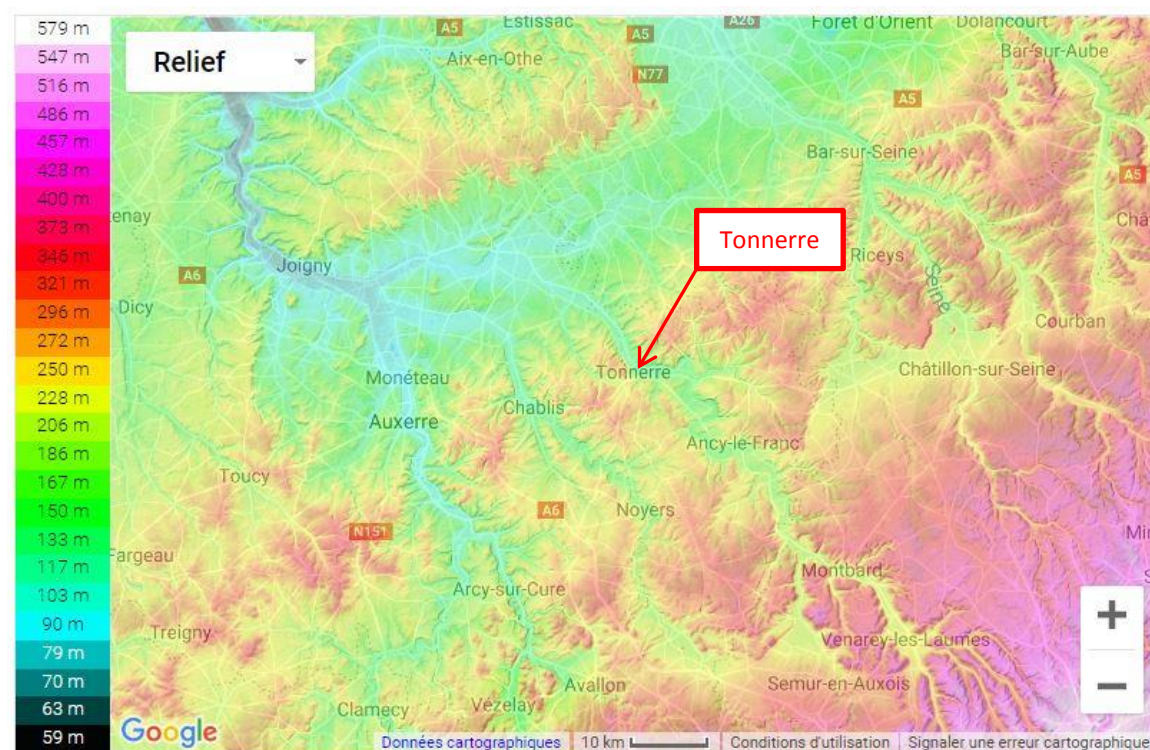 579 m
547 m
516 m
486 m
457 m
428 m
400 m
373 m
346 m
321 m
296 m
272 m
250 m
228 m
206 m
186 m
167 m
150 m
133 m
117 m
103 m
90 m
79 m
70 m
63 m
59 m
Relief
A5
Estissac
A26
Forêt d'Orient
Dolancourt
A5
Aix-en-Othe
Bar-sur-Aube
N77
A5
Bar-sur-Seine
A5
enay
Tonnerre
Châ
Riceys
Joigny
A6
Seine
Dicy
Courban
Tonnerre
Châtillon-sur-Seine
Monéteau
Chablis
Auxerre
Ancy-le-Franc
Toucy
A6
Noyers
N151
Mir
Fargeau
Montbard
S
Arcy-sur-Cure
+
Treigny
Venarey-les-Laumes
Avallon
Semur-en-Auxois
−
Clamecy
Vézelay
Google
Données cartographiques
10 km
Conditions d'utilisation
Signaler une erreur cartographique